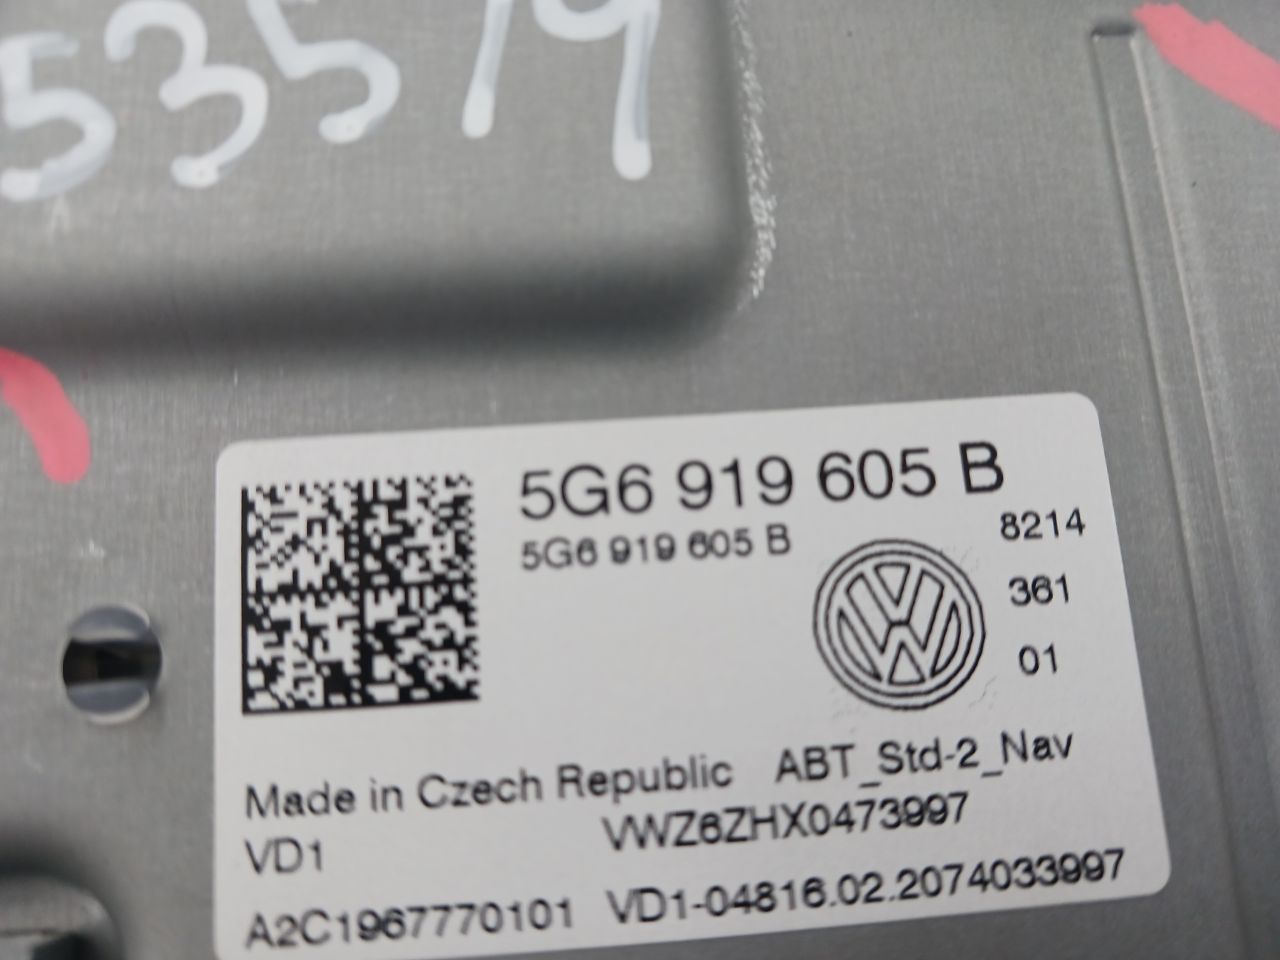 53519
5G6 919 605 B
5G6 919 605 B
8214
361
01
Made in Czech Republic ABT_Std-2_Nav
VD1 VWZ6ZHX0473997
A2C1967770101 VD1-04816.02.2074033997